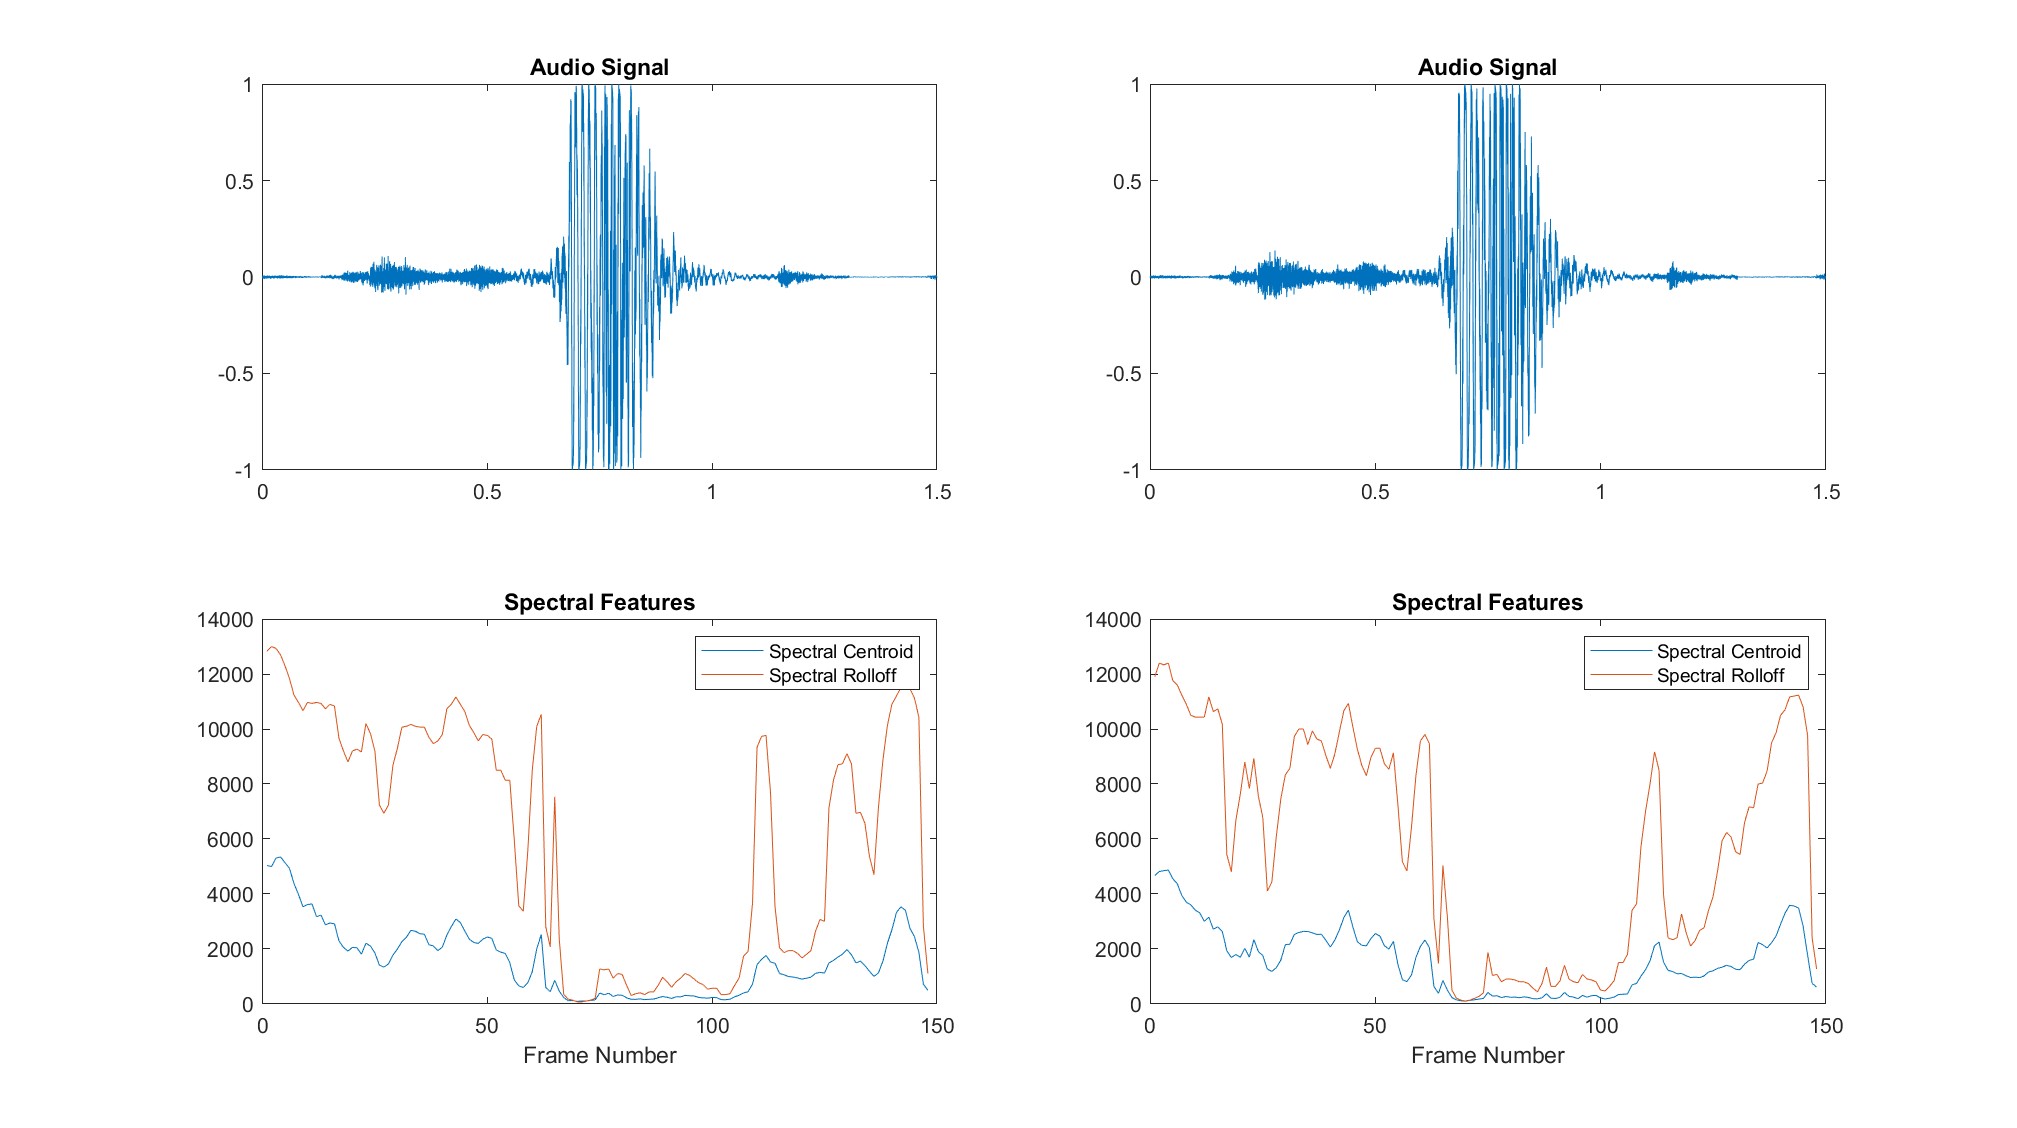 Audio Signal
1
0.5
0
-0.5
-1
0 0.5 1 1.5
Audio Signal
1
0.5
0
-0.5
-1
0 0.5 1 1.5
Spectral Features
14000
12000
10000
8000
6000
4000
2000
0
Spectral Centroid
Spectral Rolloff
0 50 100 150
Frame Number
Spectral Features
14000
12000
10000
8000
6000
4000
2000
0
Spectral Centroid
Spectral Rolloff
0 50 100 150
Frame Number